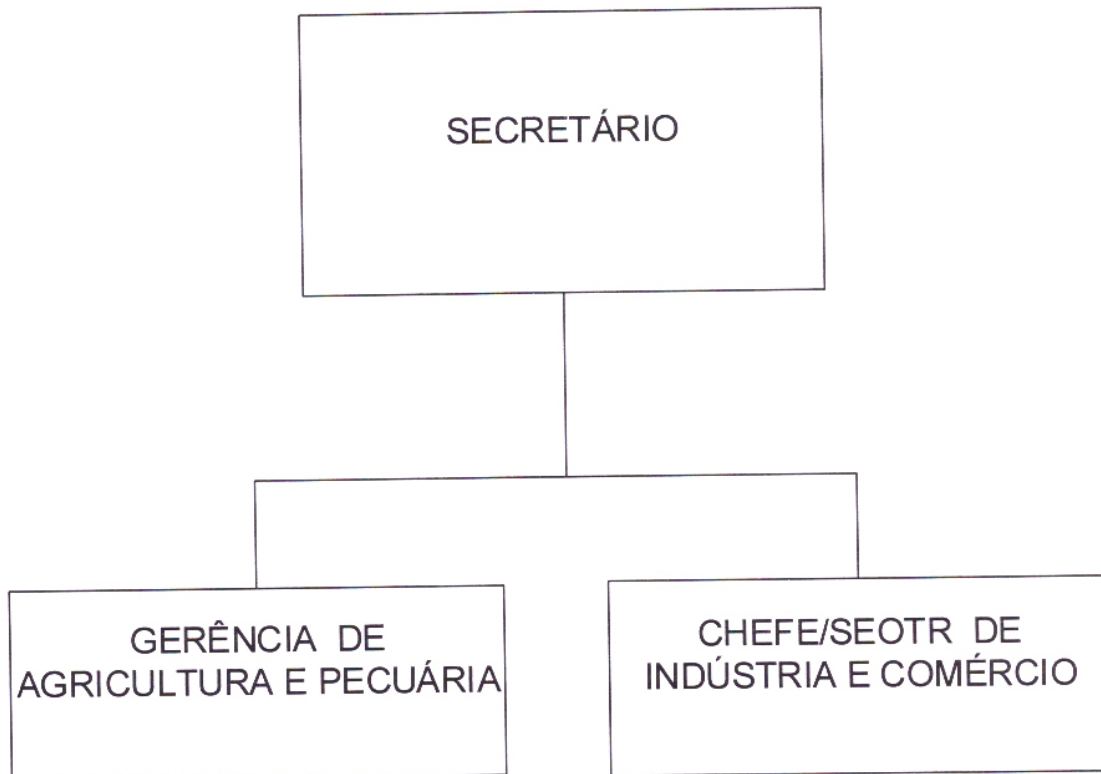 SECRETÁRIO
GERÊNCIA DE
AGRICULTURA E PECUÁRIA
CHEFE/SEOTR DE
INDÚSTRIA E COMÉRCIO